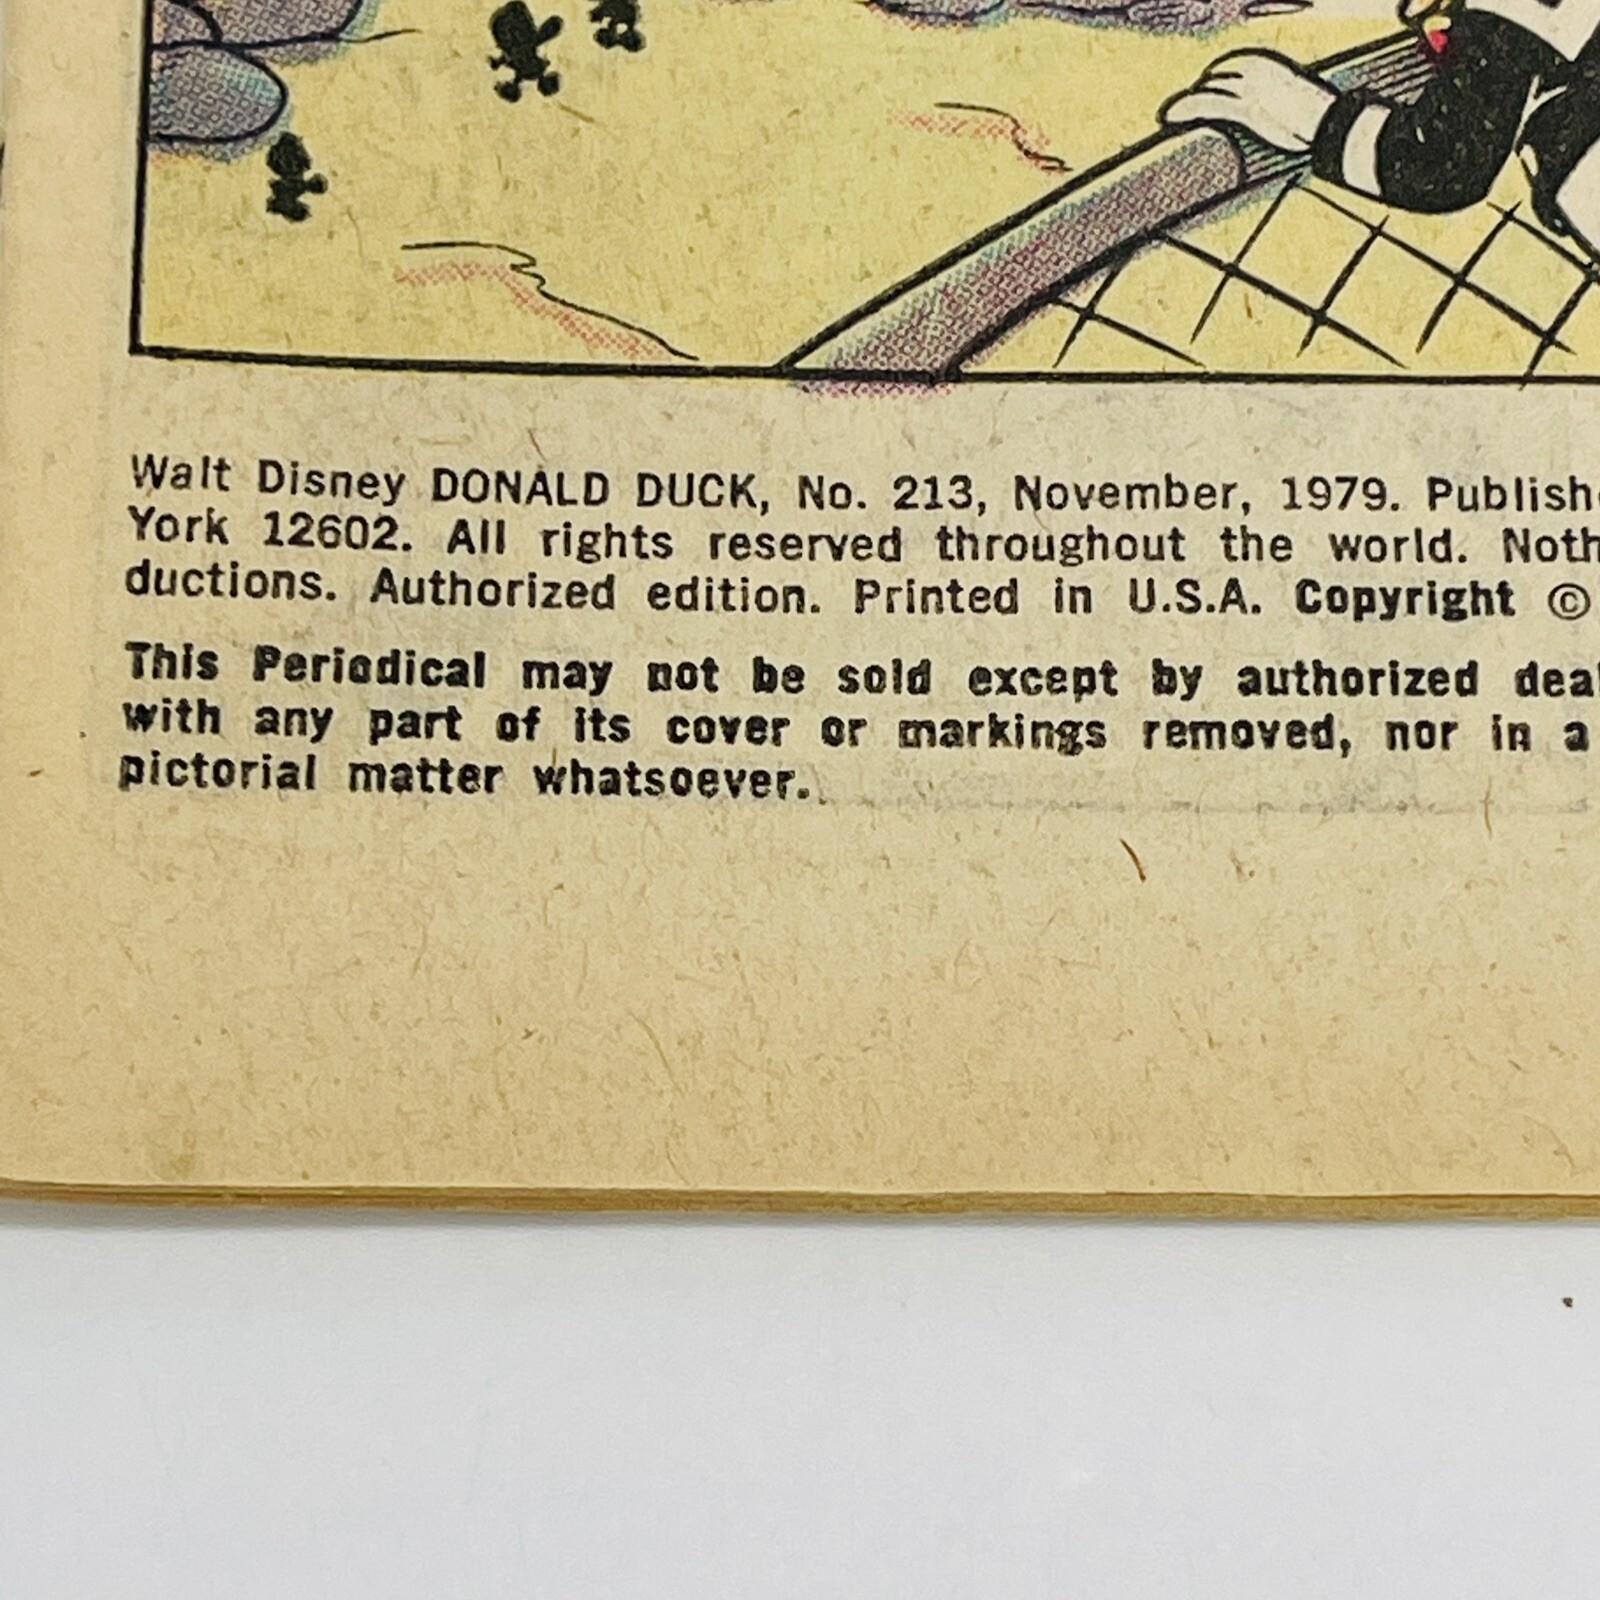 Walt Disney DONALD DUCK, No. 213, November, 1979. Publish
York 12602. All rights reserved throughout the world. Noth
ductions. Authorized edition. Printed in U.S.A. Copyright ©
This Periodical may not be sold except by authorized deal
with any part of its cover or markings removed, nor in a
pictorial matter whatsoever.